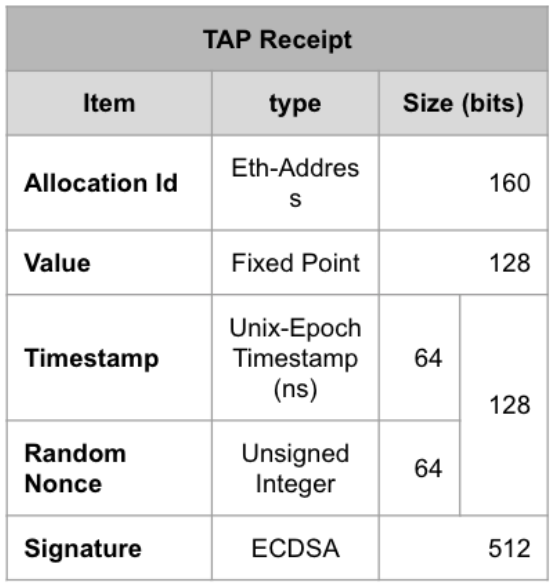 TAP Receipt
Item type Size (bits)
Allocation Id Eth-Addres
s 160
Value Fixed Point 128
Timestamp Unix-Epoch
Timestamp
(ns) 64
128
Random
Nonce Unsigned
Integer 64
Signature ECDSA 512